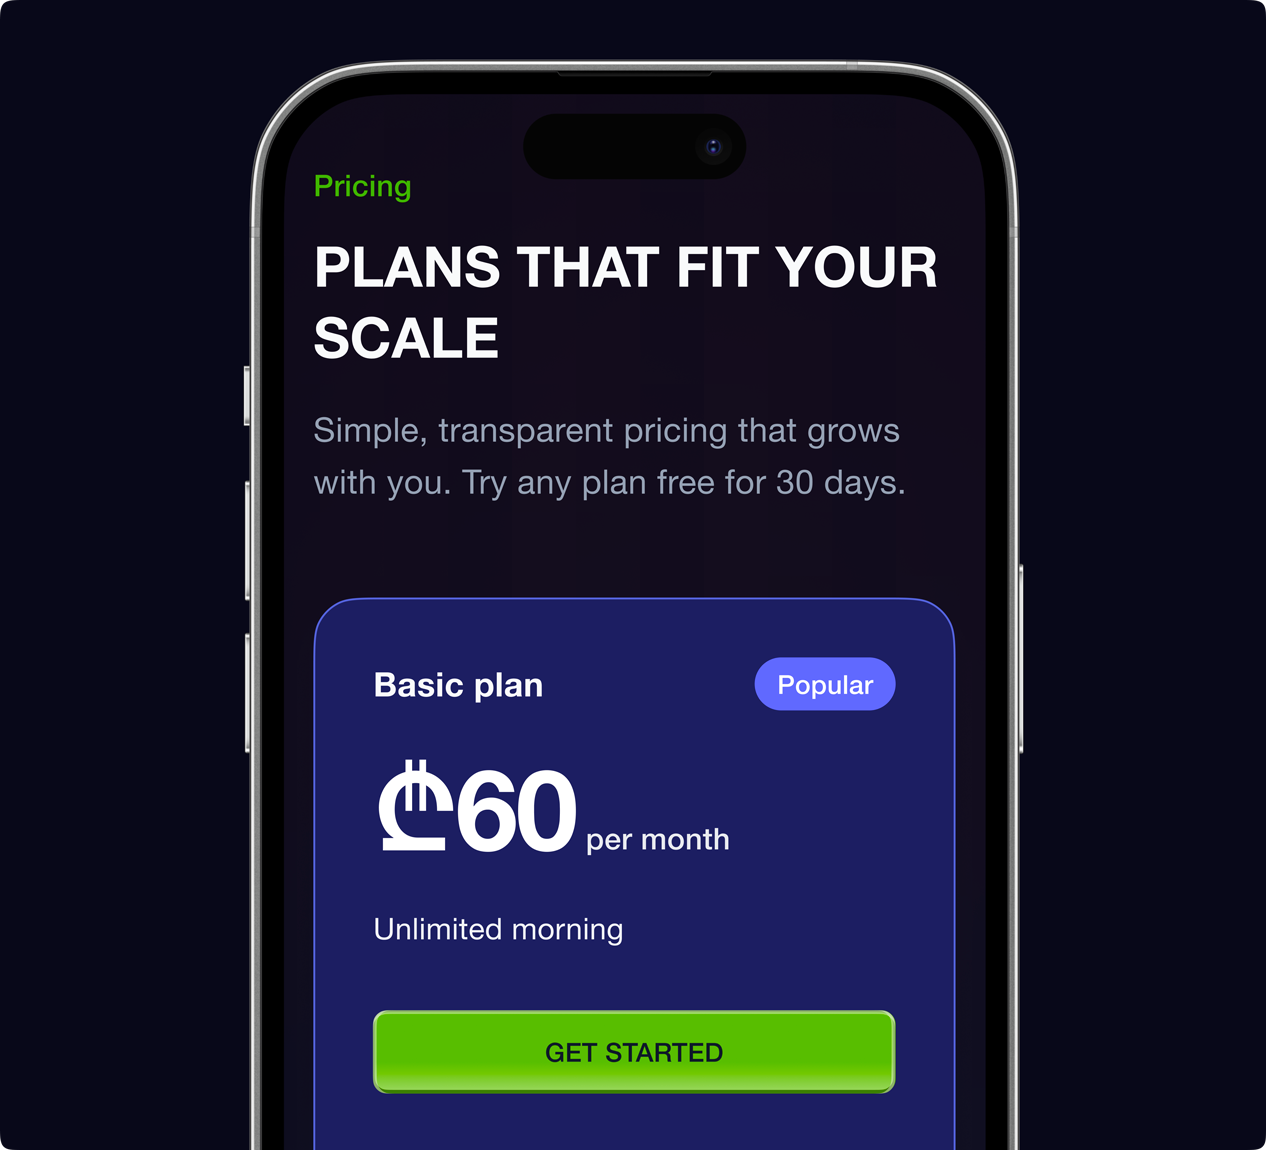 Pricing
PLANS THAT FIT YOUR
SCALE
Simple, transparent pricing that grows
with you. Try any plan free for 30 days.
Basic plan
Popular
₾60 per month
Unlimited morning
GET STARTED